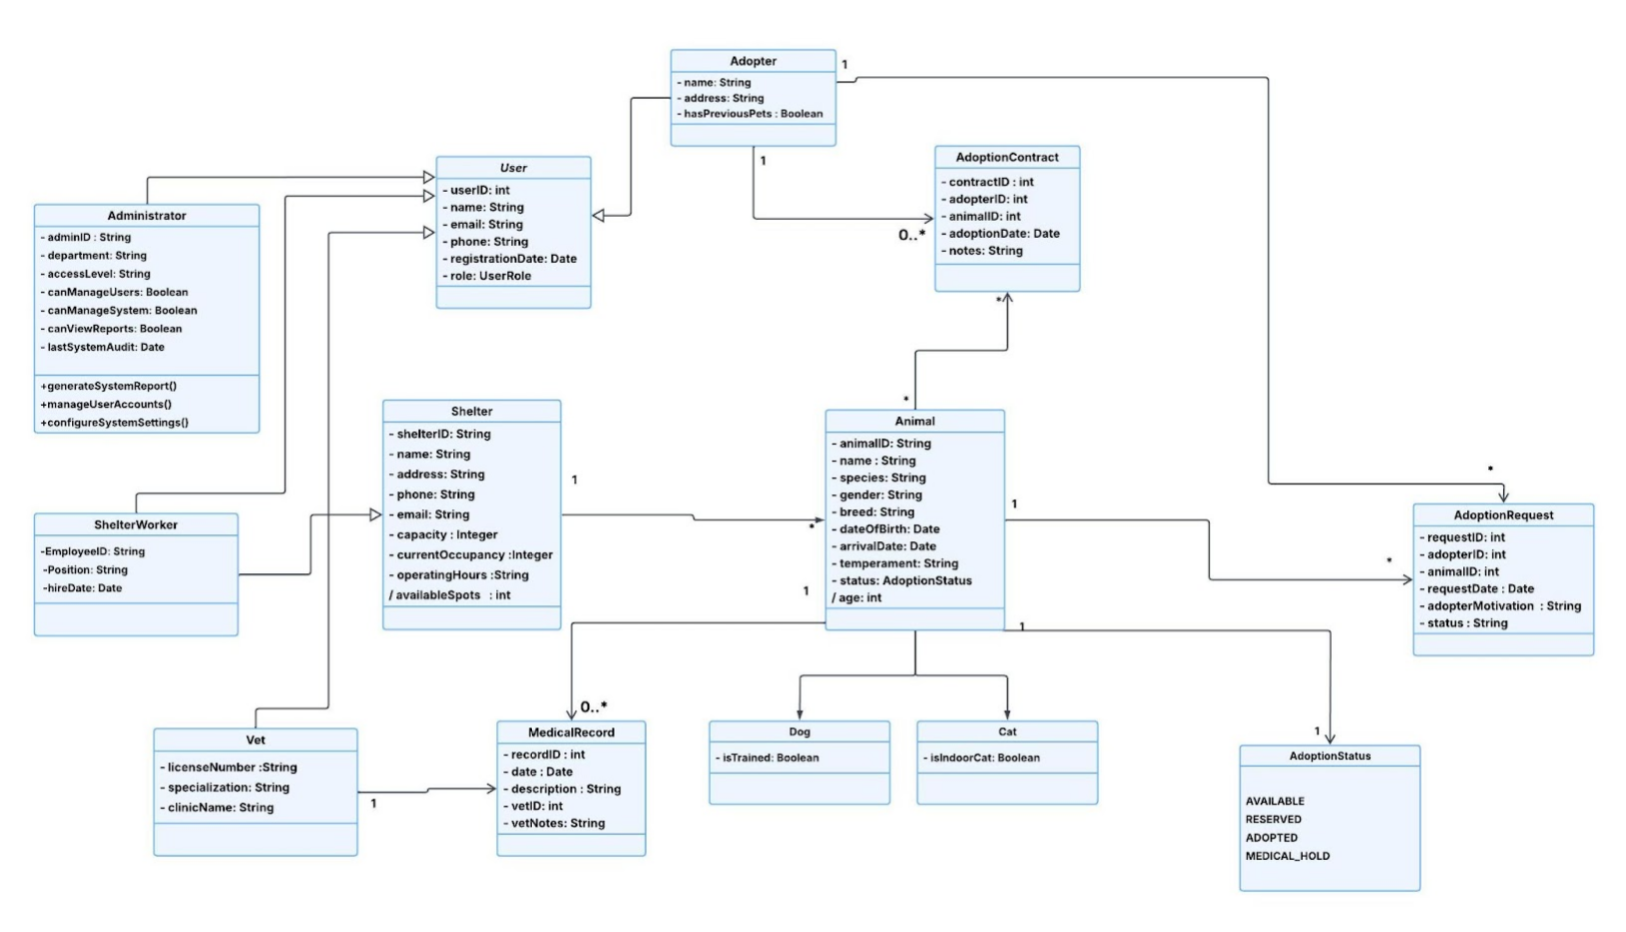 Adopter
- name: String
- address: String
- hasPreviousPets : Boolean
1
1
0..*
AdoptionContract
- contractID : int
- adopterID: int
- animalID: int
- adoptionDate: Date
- notes: String
*
User
- userID: int
- name: String
- email: String
- phone: String
- registrationDate: Date
- role: UserRole
Administrator
- adminID : String
- department: String
- accessLevel: String
- canManageUsers: Boolean
- canManageSystem: Boolean
- canViewReports: Boolean
- lastSystemAudit: Date
+generateSystemReport()
+manageUserAccounts()
+configureSystemSettings()
Shelter
- shelterID: String
- name: String
- address: String
- phone: String
- email: String
- capacity : Integer
- currentOccupancy :Integer
- operatingHours :String
/ availableSpots : int
1
*
*
Animal
- animalID: String
- name : String
- species: String
- gender: String
- breed: String
- dateOfBirth: Date
- arrivalDate: Date
- temperament: String
- status: AdoptionStatus
/ age: int
1
*
*
AdoptionRequest
- requestID: int
- adopterID: int
- animalID: int
- requestDate : Date
- adopterMotivation : String
- status : String
ShelterWorker
-EmployeeID: String
-Position: String
-hireDate: Date
1
1
0..*
1
Vet
- licenseNumber :String
- specialization: String
- clinicName: String
1
MedicalRecord
- recordID : int
- date : Date
- description : String
- vetID: int
- vetNotes: String
Dog
- isTrained: Boolean
Cat
- isIndoorCat: Boolean
AdoptionStatus
AVAILABLE
RESERVED
ADOPTED
MEDICAL_HOLD